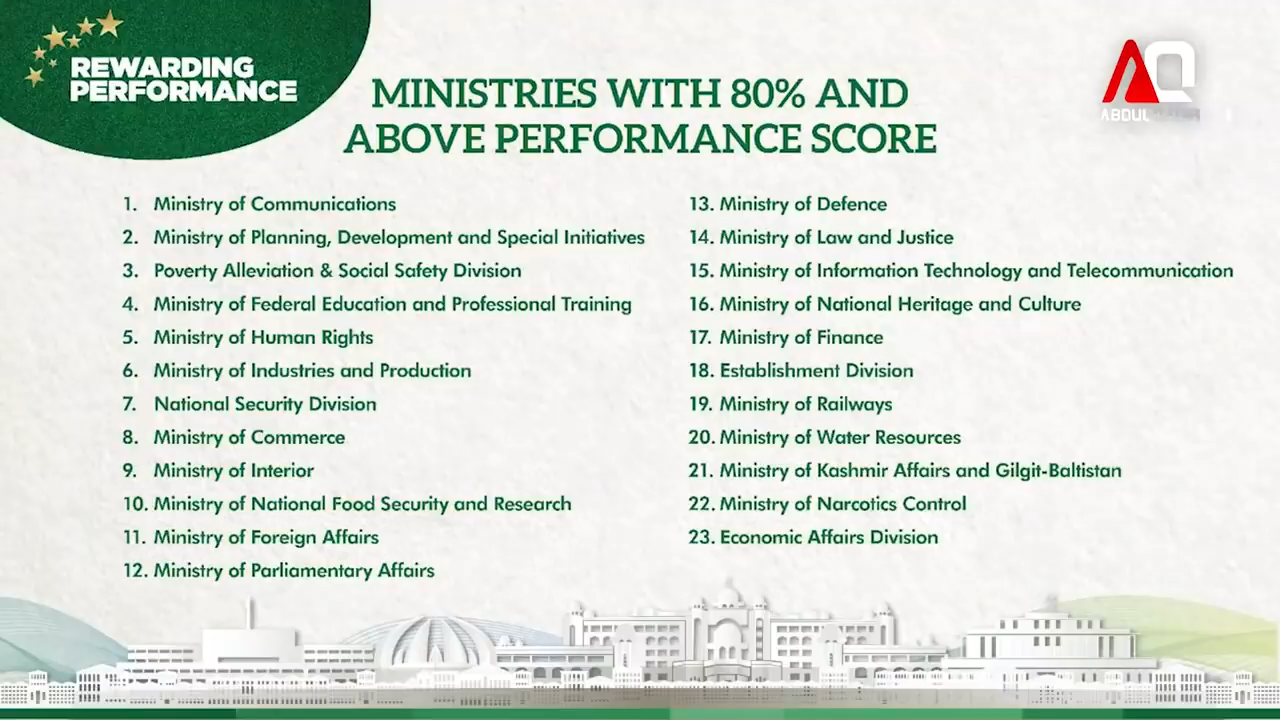 REWARDING
PERFORMANCE
MINISTRIES WITH 80% AND
ABOVE PERFORMANCE SCORE
AQ
ABDUL
1. Ministry of Communications
2. Ministry of Planning, Development and Special Initiatives
3. Poverty Alleviation & Social Safety Division
4. Ministry of Federal Education and Professional Training
5. Ministry of Human Rights
6. Ministry of Industries and Production
7. National Security Division
8. Ministry of Commerce
9. Ministry of Interior
10. Ministry of National Food Security and Research
11. Ministry of Foreign Affairs
12. Ministry of Parliamentary Affairs
13. Ministry of Defence
14. Ministry of Law and Justice
15. Ministry of Information Technology and Telecommunication
16. Ministry of National Heritage and Culture
17. Ministry of Finance
18. Establishment Division
19. Ministry of Railways
20. Ministry of Water Resources
21. Ministry of Kashmir Affairs and Gilgit-Baltistan
22. Ministry of Narcotics Control
23. Economic Affairs Division